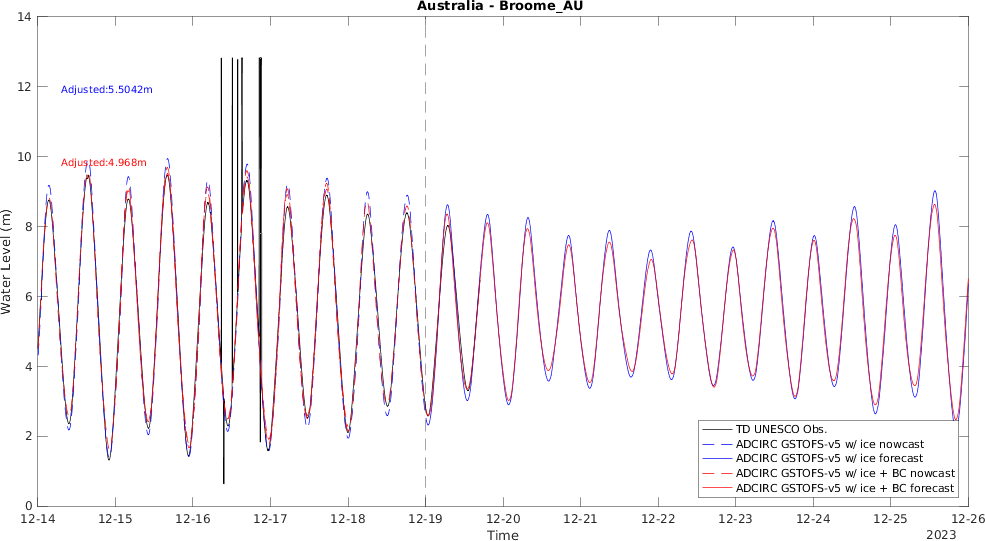 Australia - Broome_AU
14
12
10
8
6
4
2
0
Water Level (m)
Adjusted:5.5042m
Adjusted:4.968m
TD UNESCO Obs.
ADCIRC GSTOFS-v5 w/ ice nowcast
ADCIRC GSTOFS-v5 w/ ice forecast
ADCIRC GSTOFS-v5 w/ ice + BC nowcast
ADCIRC GSTOFS-v5 w/ ice + BC forecast
12-14 12-15 12-16 12-17 12-18 12-19 12-20 12-21 12-22 12-23 12-24 12-25 12-26
Time
2023